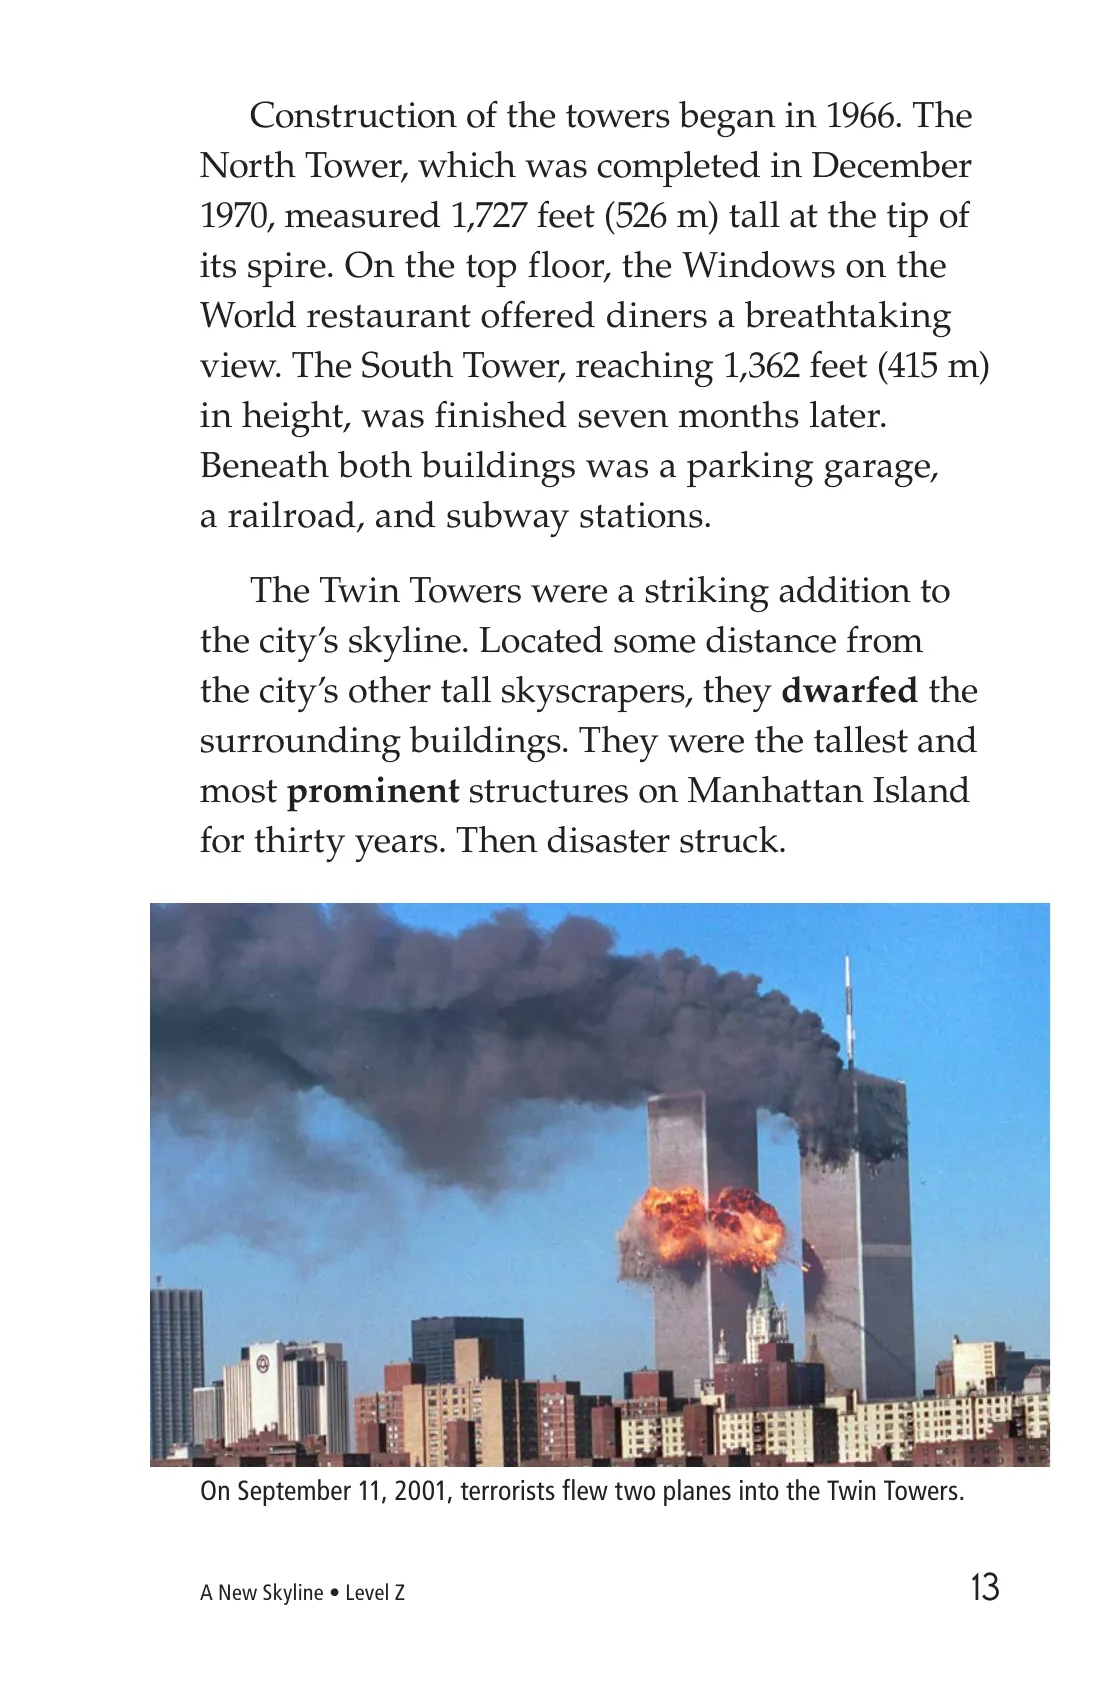 Construction of the towers began in 1966. The
North Tower, which was completed in December
1970, measured 1,727 feet (526 m) tall at the tip of
its spire. On the top floor, the Windows on the
World restaurant offered diners a breathtaking
view. The South Tower, reaching 1,362 feet (415 m)
in height, was finished seven months later.
Beneath both buildings was a parking garage,
a railroad, and subway stations.
The Twin Towers were a striking addition to
the city’s skyline. Located some distance from
the city’s other tall skyscrapers, they dwarfed the
surrounding buildings. They were the tallest and
most prominent structures on Manhattan Island
for thirty years. Then disaster struck.
On September 11, 2001, terrorists flew two planes into the Twin Towers.
A New Skyline • Level Z
13